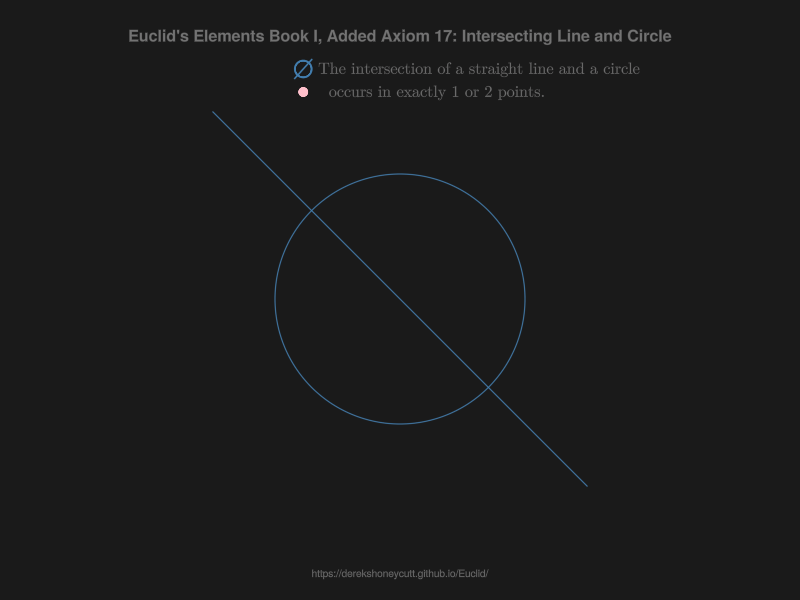 Euclid's Elements Book I, Added Axiom 17: Intersecting Line and Circle
The intersection of a straight line and a circle
occurs in exactly 1 or 2 points.
https://derekshoneycutt.github.io/Euclid/